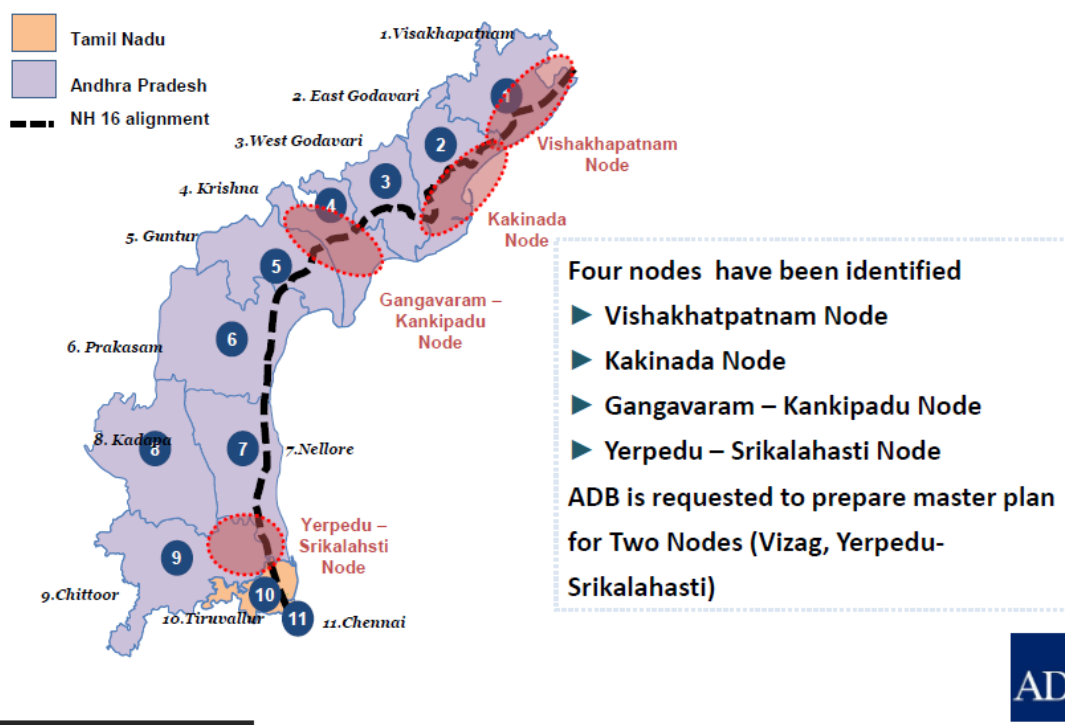 Tamil Nadu
Andhra Pradesh
NH 16 alignment
1.Visakhapatnam
2. East Godavari
3.West Godavari
4. Krishna
5. Guntur
6. Prakasam
8. Kadapa
7.Nellore
9.Chittoor
10.Tiruvallur
11.Chennai
1
2
3
4
5
6
7
8
9
10
11
Vishakhapatnam
Node
Kakinada
Node
Gangavaram –
Kankipadu
Node
Yerpedu –
Srikalahsti
Node
Four nodes have been identified
Vishakhatpatnam Node
Kakinada Node
Gangavaram – Kankipadu Node
Yerpedu – Srikalahasti Node
ADB is requested to prepare master plan
for Two Nodes (Vizag, Yerpedu-
Srikalahasti)
AD